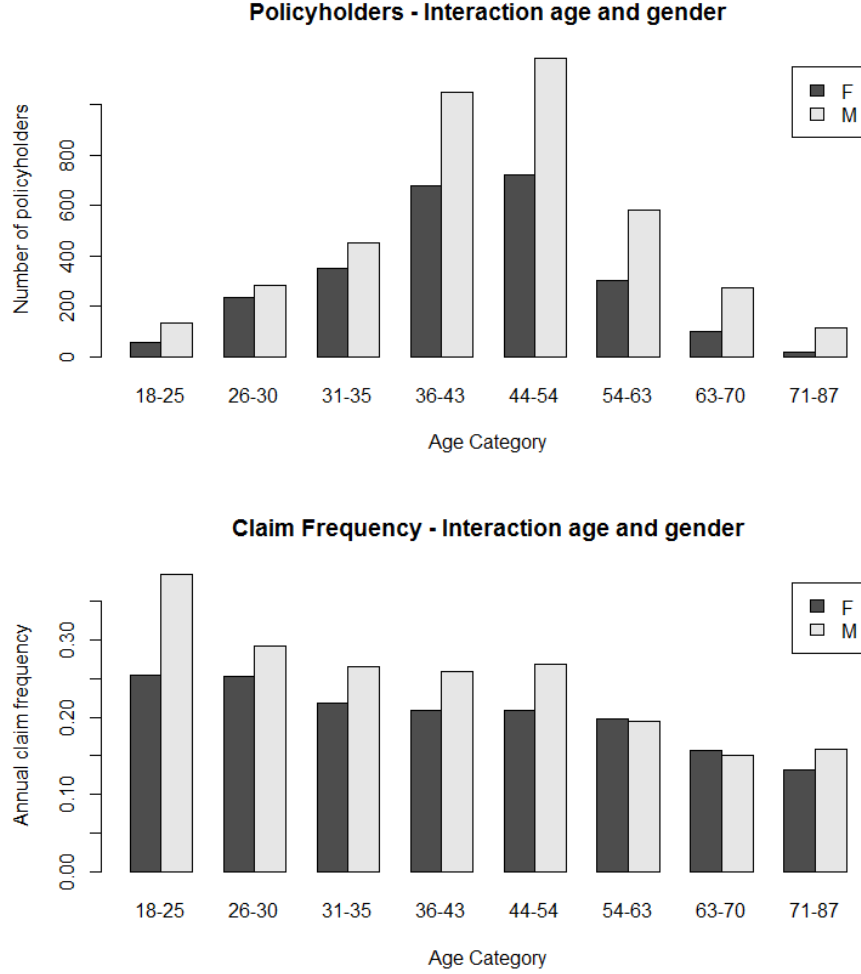 Policyholders - Interaction age and gender
F
M
Number of policyholders
0 200 400 600 800
18-25 26-30 31-35 36-43 44-54 54-63 63-70 71-87
Age Category
Claim Frequency - Interaction age and gender
F
M
Annual claim frequency
0.00 0.10 0.20 0.30
18-25 26-30 31-35 36-43 44-54 54-63 63-70 71-87
Age Category